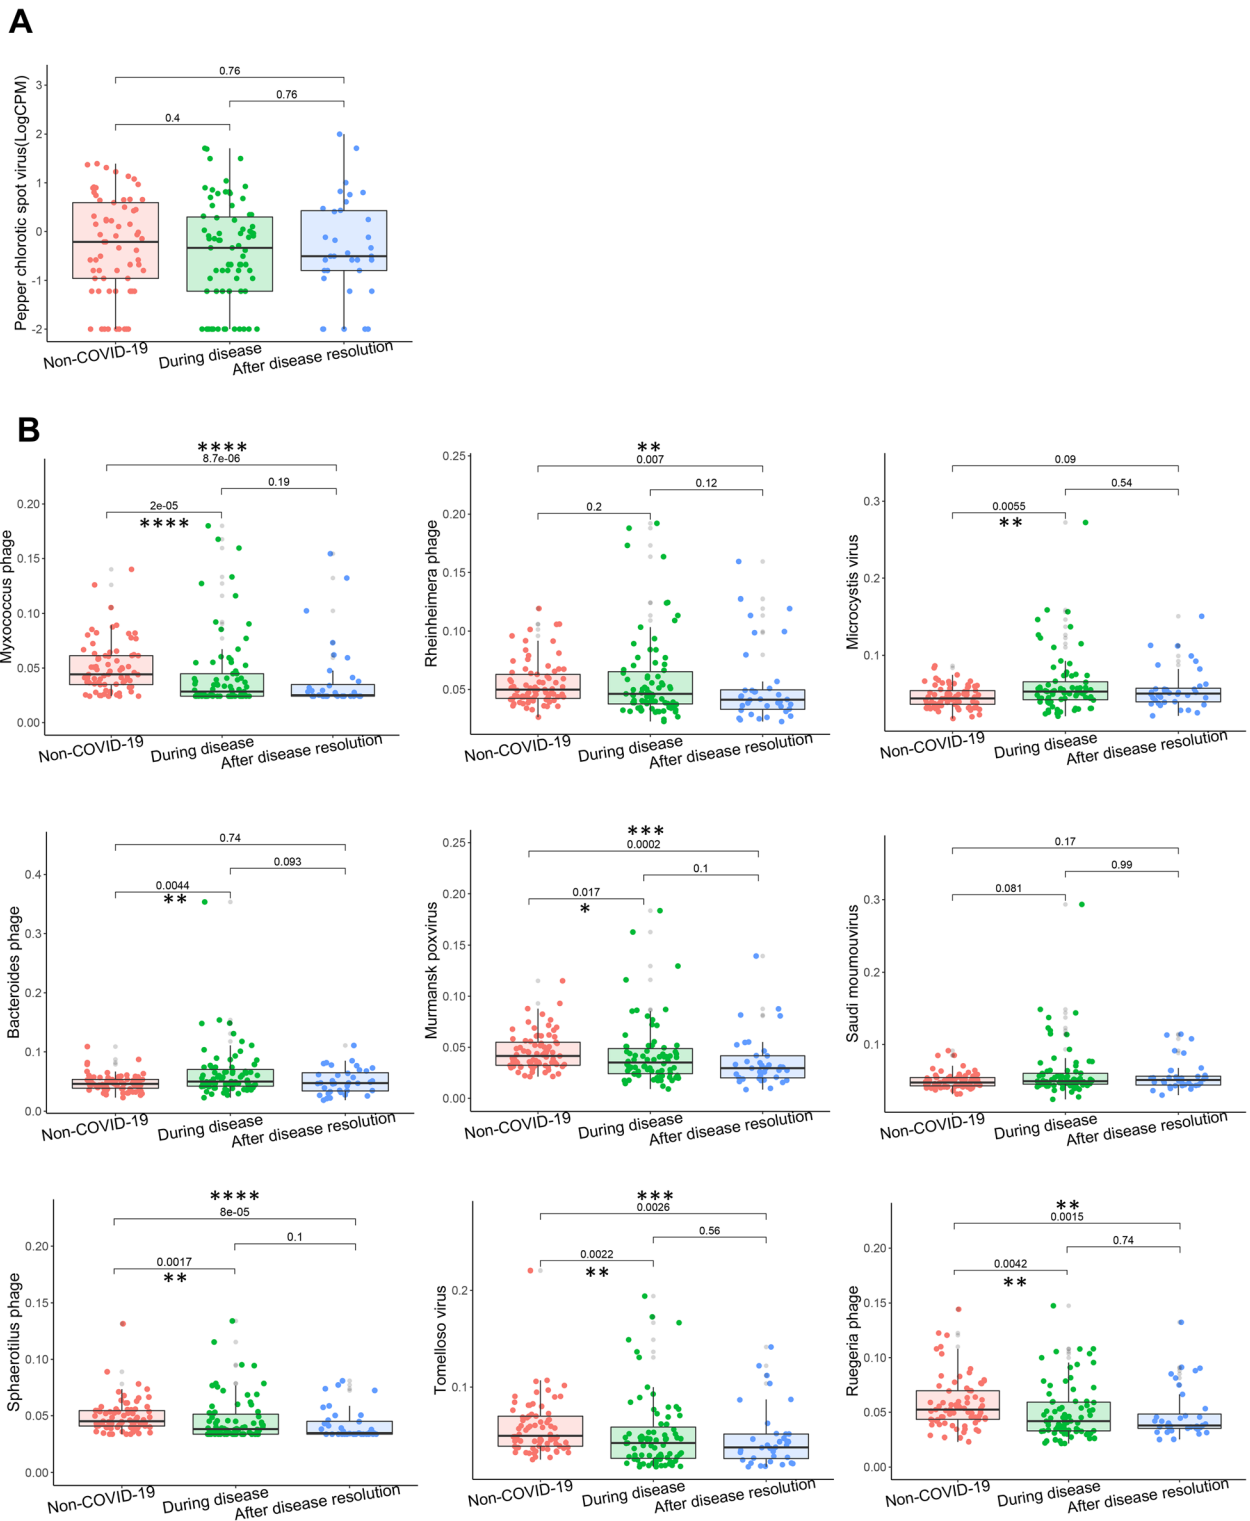 A
Pepper chlorotic spot virus(LogCPM)
0.76
0.76
0.4
3
2
1
0
-1
-2
Non-COVID-19
During disease
After disease resolution
B
Myxococcus phage
****
8.7e-06
0.19
2e-05
****
0.20
0.15
0.10
0.05
0.00
Non-COVID-19
During disease
After disease resolution
Rheinheimera phage
**
0.007
0.12
0.2
0.25
0.20
0.15
0.10
0.05
Non-COVID-19
During disease
After disease resolution
Microcystis virus
0.09
0.54
0.0055
**
0.3
0.2
0.1
Non-COVID-19
During disease
After disease resolution
Bacteroides phage
0.74
0.093
0.0044
**
0.4
0.3
0.2
0.1
0.0
Non-COVID-19
During disease
After disease resolution
Murmansk poxvirus
***
0.0002
0.1
0.017
*
0.25
0.20
0.15
0.10
0.05
0.00
Non-COVID-19
During disease
After disease resolution
Saudi moumouvirus
0.17
0.99
0.081
0.3
0.2
0.1
Non-COVID-19
During disease
After disease resolution
Sphaerotilus phage
****
8e-05
0.1
0.0017
**
0.20
0.15
0.10
0.05
0.00
Non-COVID-19
During disease
After disease resolution
Tomelloso virus
***
0.0026
0.56
0.0022
**
0.2
0.1
Non-COVID-19
During disease
After disease resolution
Ruegeria phage
**
0.0015
0.74
0.0042
**
0.20
0.15
0.10
0.05
0.00
Non-COVID-19
During disease
After disease resolution